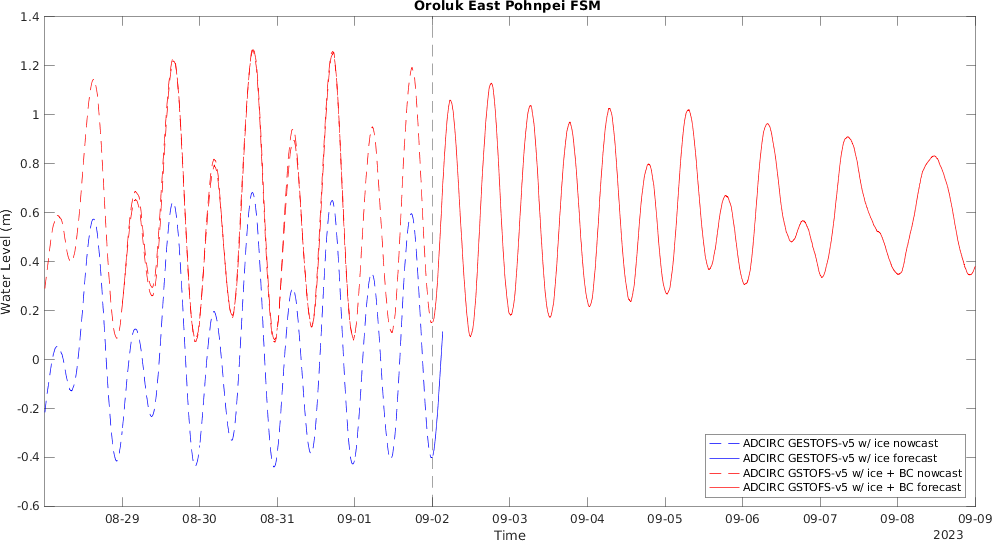 Oroluk East Pohnpei FSM
Water Level (m)
1.4
1.2
1
0.8
0.6
0.4
0.2
0
-0.2
-0.4
-0.6
ADCIRC GESTOFS-v5 w/ ice nowcast
ADCIRC GESTOFS-v5 w/ ice forecast
ADCIRC GSTOFS-v5 w/ ice + BC nowcast
ADCIRC GSTOFS-v5 w/ ice + BC forecast
08-29 08-30 08-31 09-01 09-02 09-03 09-04 09-05 09-06 09-07 09-08 09-09
Time
2023